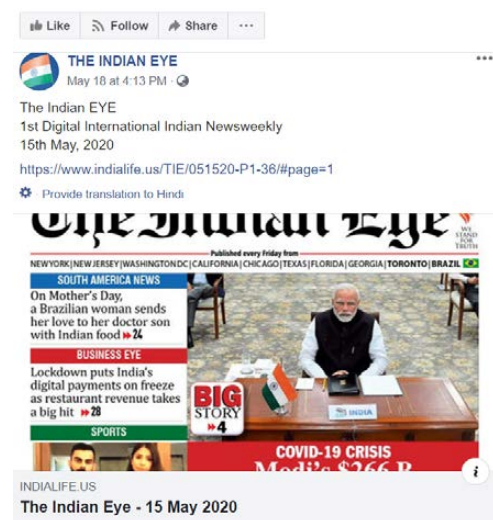 Like Follow Share ...
THE INDIAN EYE
May 18 at 4:13 PM ·
The Indian EYE
1st Digital International Indian Newsweekly
15th May, 2020
https://www.indialife.us/TIE/051520-P1-36/#page=1
Provide translation to Hindi
The Indian Eye
WE STAND FOR TRUTH
Published every Friday from
NEWYORK|NEW JERSEY|WASHINGTON DC|CALIFORNIA|CHICAGO|TEXAS|FLORIDA|GEORGIA|TORONTO|BRAZIL
SOUTH AMERICA NEWS
On Mother's Day,
a Brazilian woman sends
her love to her doctor son
with Indian food 24
BUSINESS EYE
Lockdown puts India's
digital payments on freeze
as restaurant revenue takes
a big hit 28
SPORTS
BIG
STORY
4
INDIA
COVID-19 CRISIS
Modi's $266 B
INDIALIFE.US
The Indian Eye - 15 May 2020